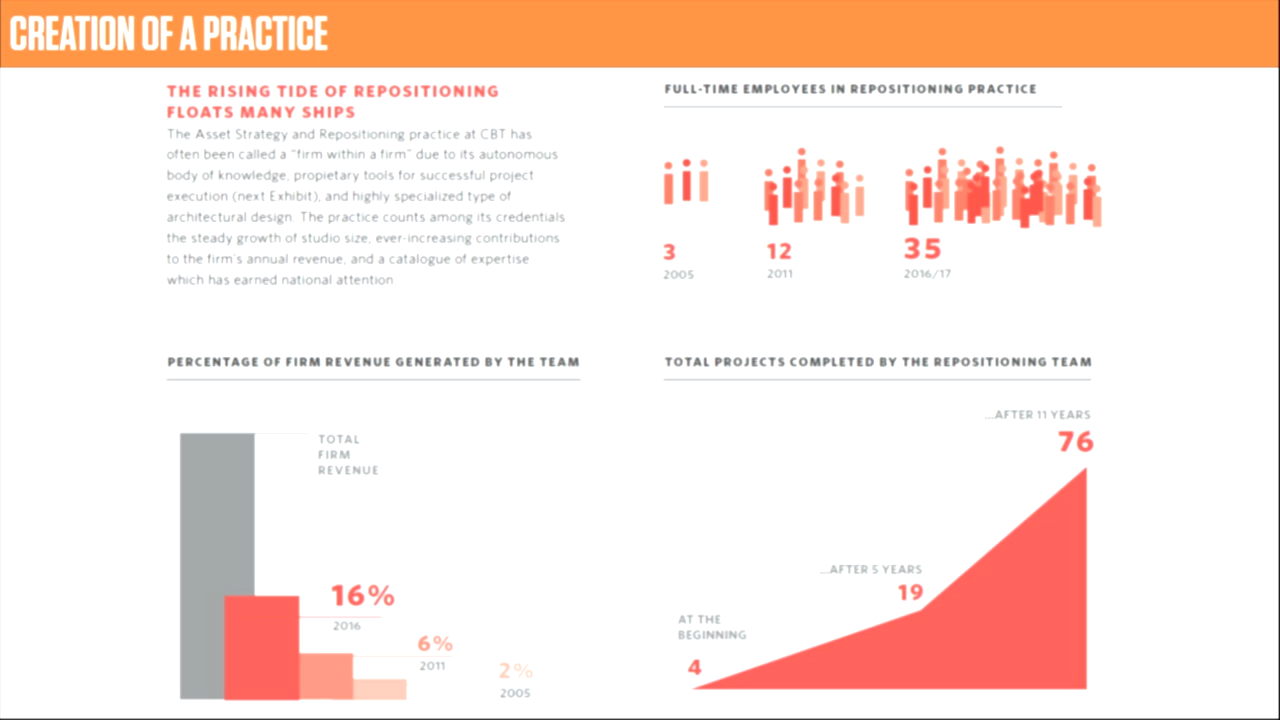 CREATION OF A PRACTICE
THE RISING TIDE OF REPOSITIONING
FLOATS MANY SHIPS
The Asset Strategy and Repositioning practice at CBT has
often been called a "firm within a firm" due to its autonomous
body of knowledge, propietary tools for successful project
execution (next Exhibit), and highly specialized type of
architectural design. The practice counts among its credentials
the steady growth of studio size, ever-increasing contributions
to the firm's annual revenue, and a catalogue of expertise
which has earned national attention
FULL-TIME EMPLOYEES IN REPOSITIONING PRACTICE
3
2005
12
2011
35
2016/17
PERCENTAGE OF FIRM REVENUE GENERATED BY THE TEAM
TOTAL
FIRM
REVENUE
16%
2016
6%
2011
2%
2005
TOTAL PROJECTS COMPLETED BY THE REPOSITIONING TEAM
...AFTER 11 YEARS
76
...AFTER 5 YEARS
19
AT THE
BEGINNING
4